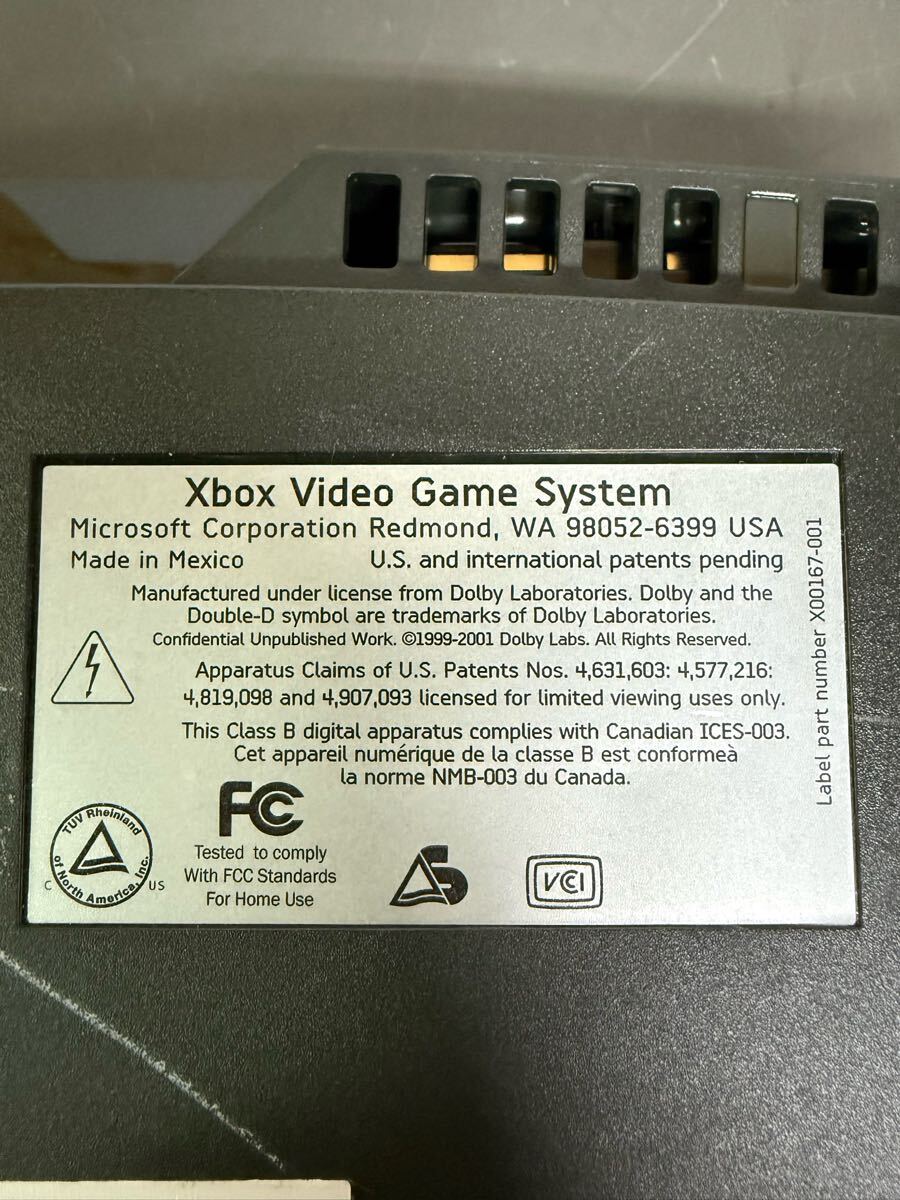 Xbox Video Game System
Microsoft Corporation Redmond, WA 98052-6399 USA
Made in Mexico U.S. and international patents pending
Manufactured under license from Dolby Laboratories. Dolby and the
Double-D symbol are trademarks of Dolby Laboratories.
Confidential Unpublished Work. ©1999-2001 Dolby Labs. All Rights Reserved.
Apparatus Claims of U.S. Patents Nos. 4,631,603: 4,577,216:
4,819,098 and 4,907,093 licensed for limited viewing uses only.
This Class B digital apparatus complies with Canadian ICES-003.
Cet appareil numérique de la classe B est conformeà
la norme NMB-003 du Canada.
Label part number X00167-001
TUV Rheinland
of North America, Inc.
C US
FC
Tested to comply
With FCC Standards
For Home Use
S
VCCI